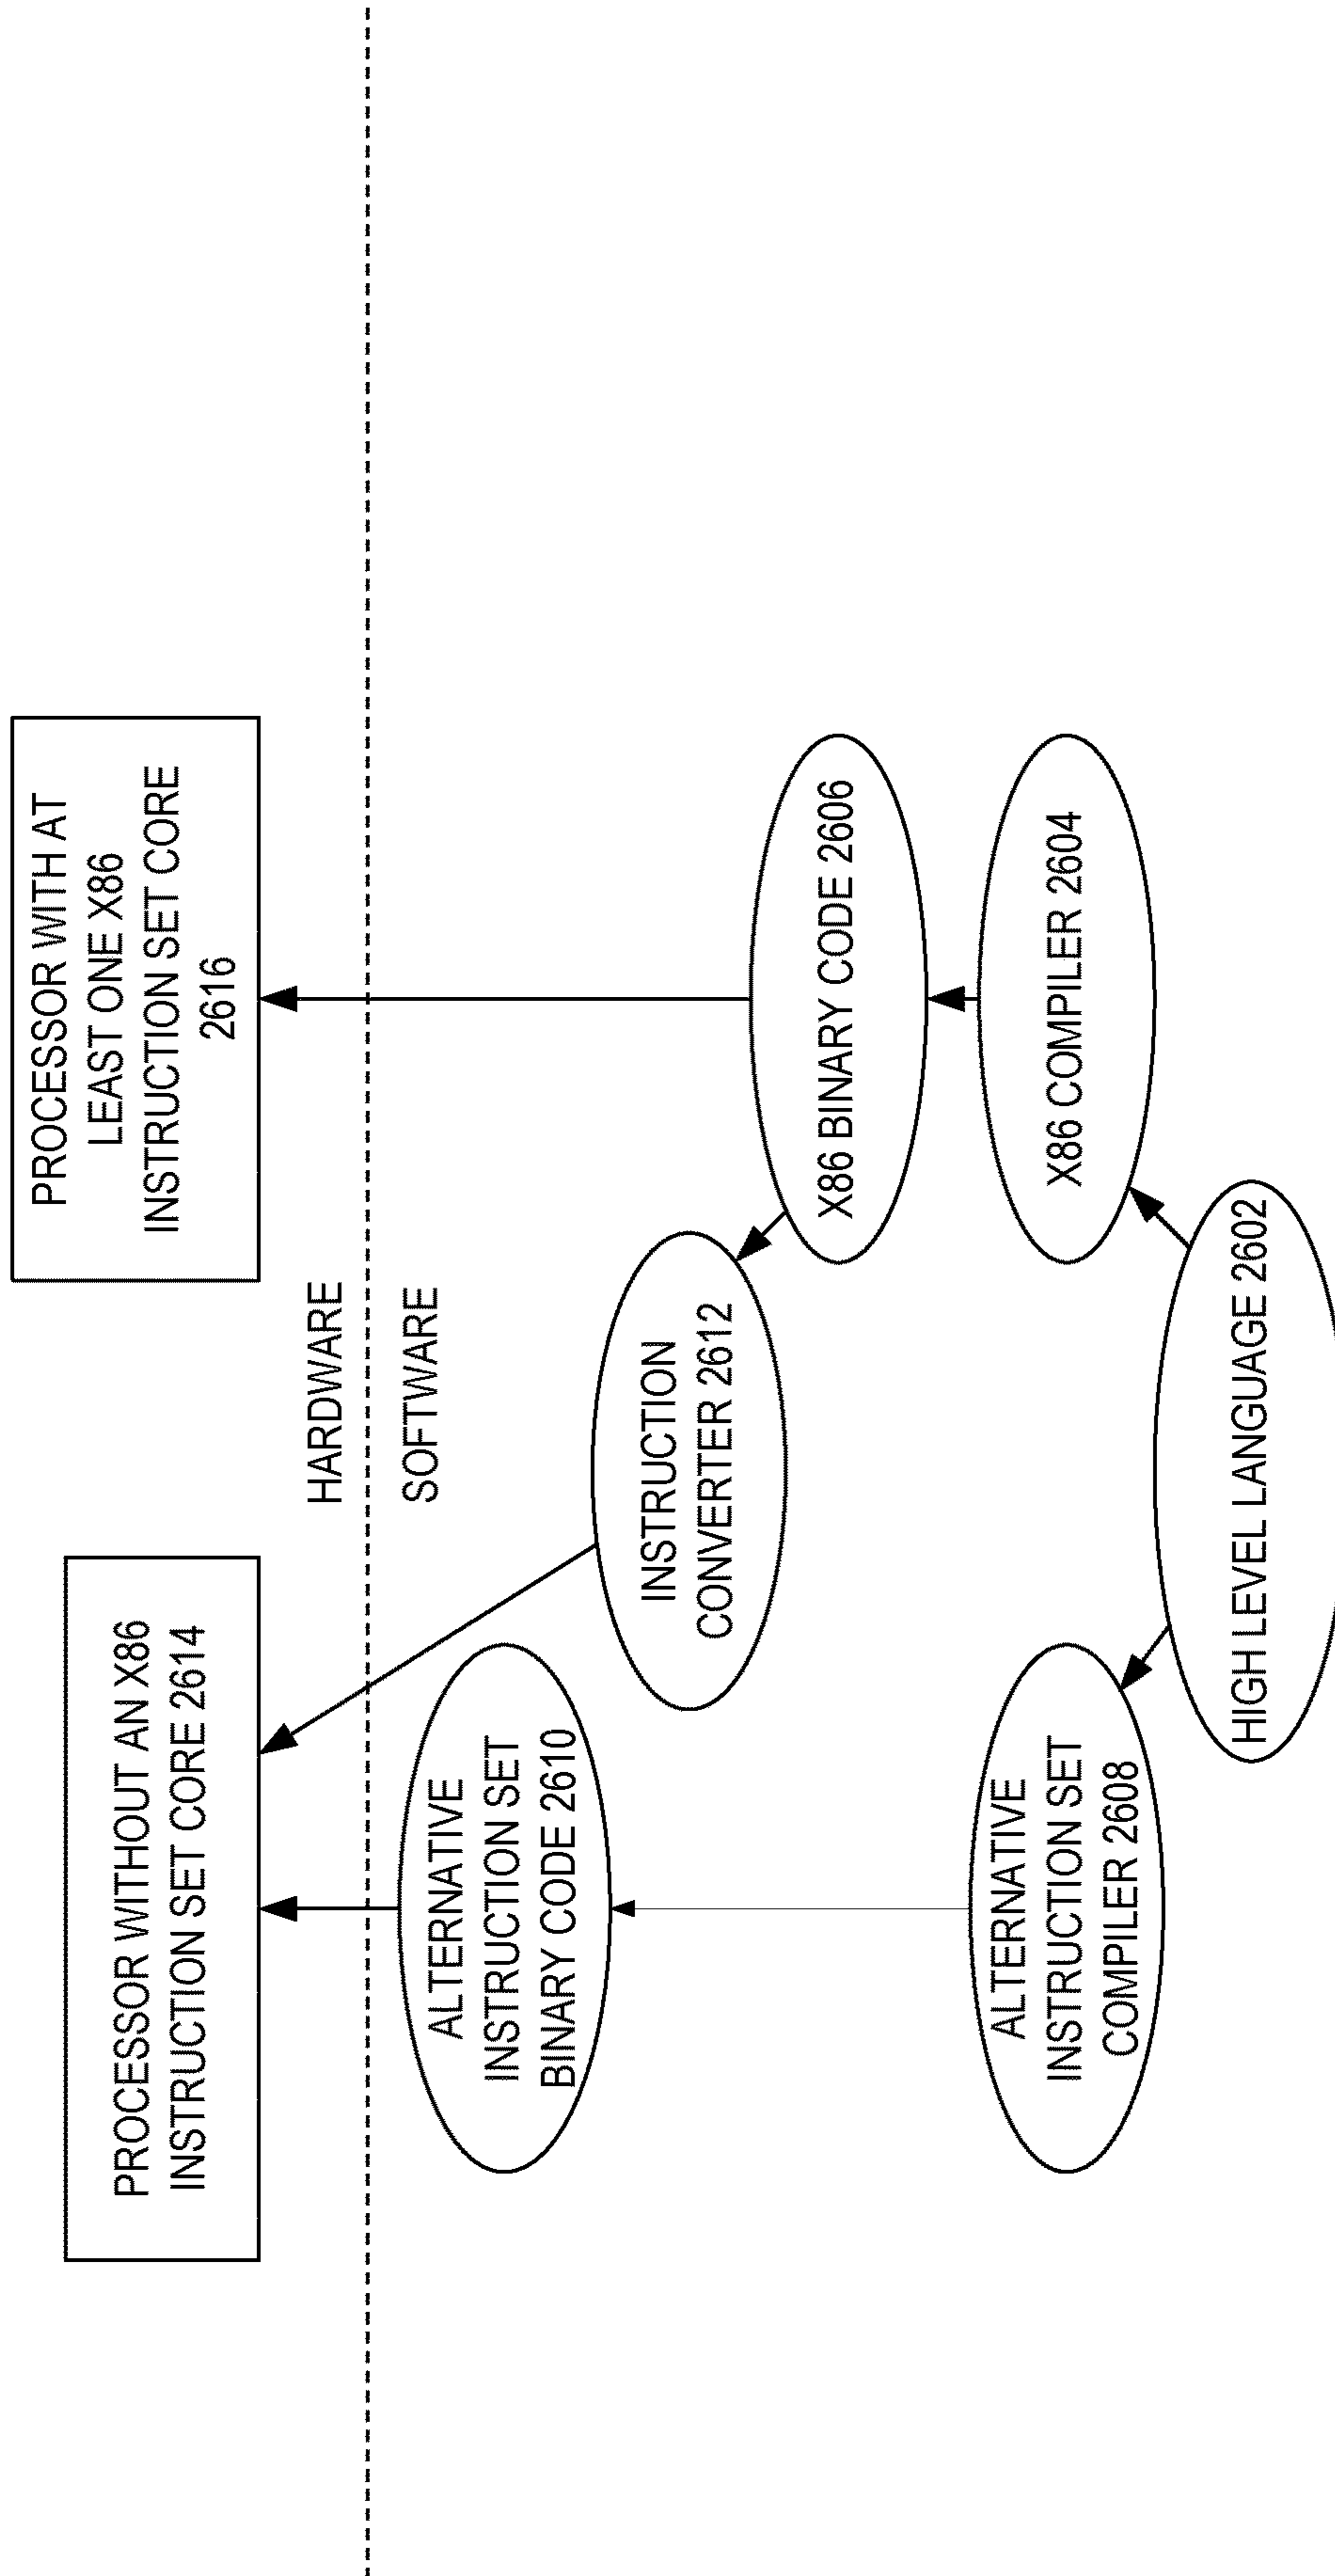 PROCESSOR WITHOUT AN X86
INSTRUCTION SET CORE 2614
PROCESSOR WITH AT
LEAST ONE X86
INSTRUCTION SET CORE
2616
HARDWARE
SOFTWARE
ALTERNATIVE
INSTRUCTION SET
BINARY CODE 2610
INSTRUCTION
CONVERTER 2612
X86 BINARY CODE 2606
ALTERNATIVE
INSTRUCTION SET
COMPILER 2608
X86 COMPILER 2604
HIGH LEVEL LANGUAGE 2602